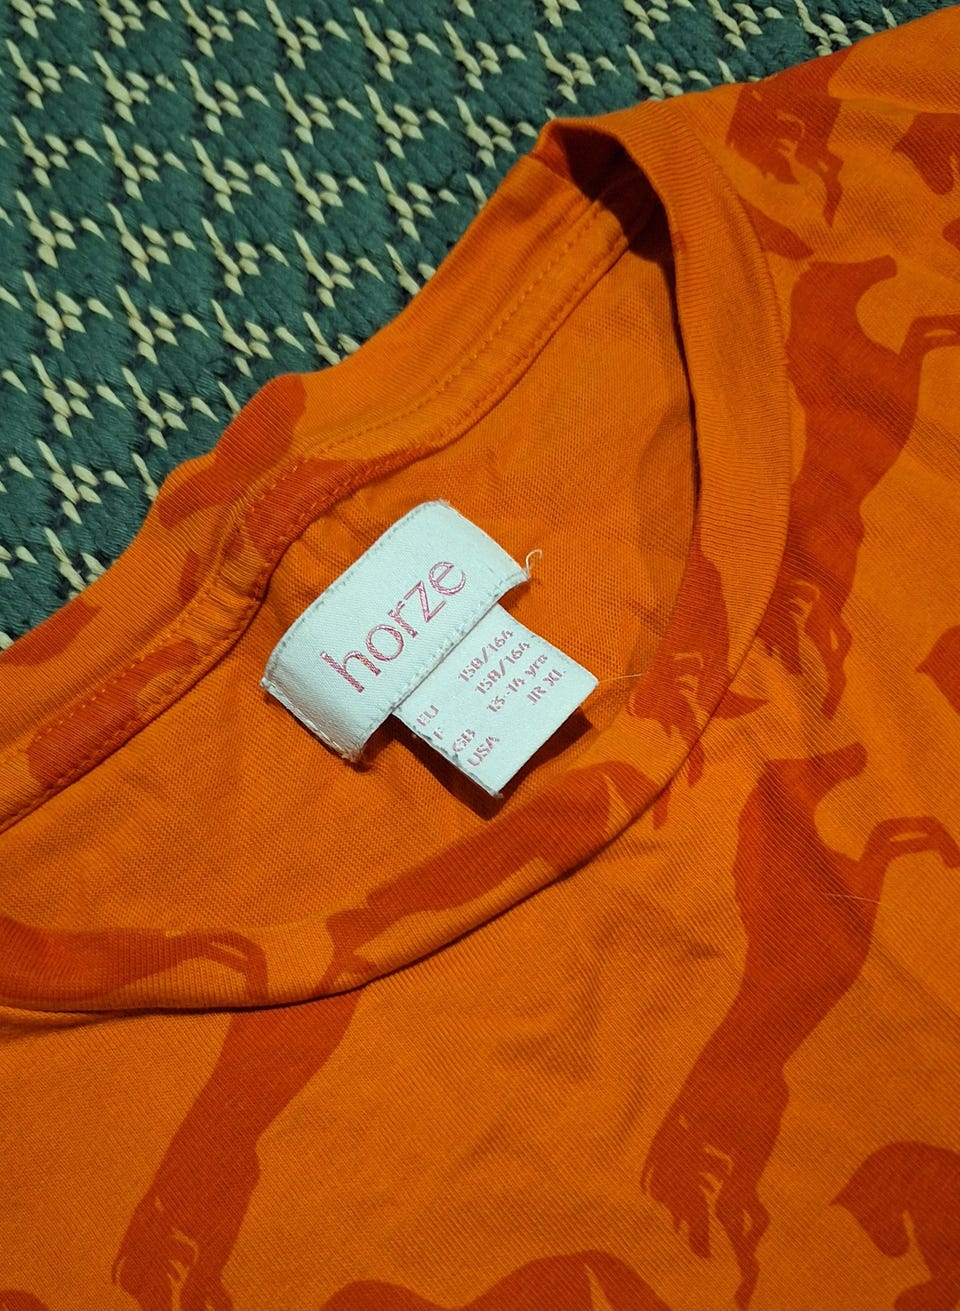 horze
EU 158/164
F 158/164
GB 13-14 yrs
USA JR XL